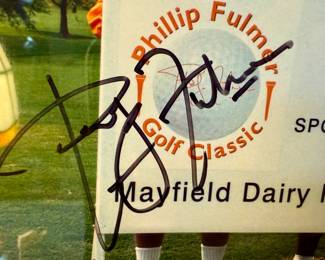 Phillip Fulmer
Golf Classic
SPO
Mayfield Dairy